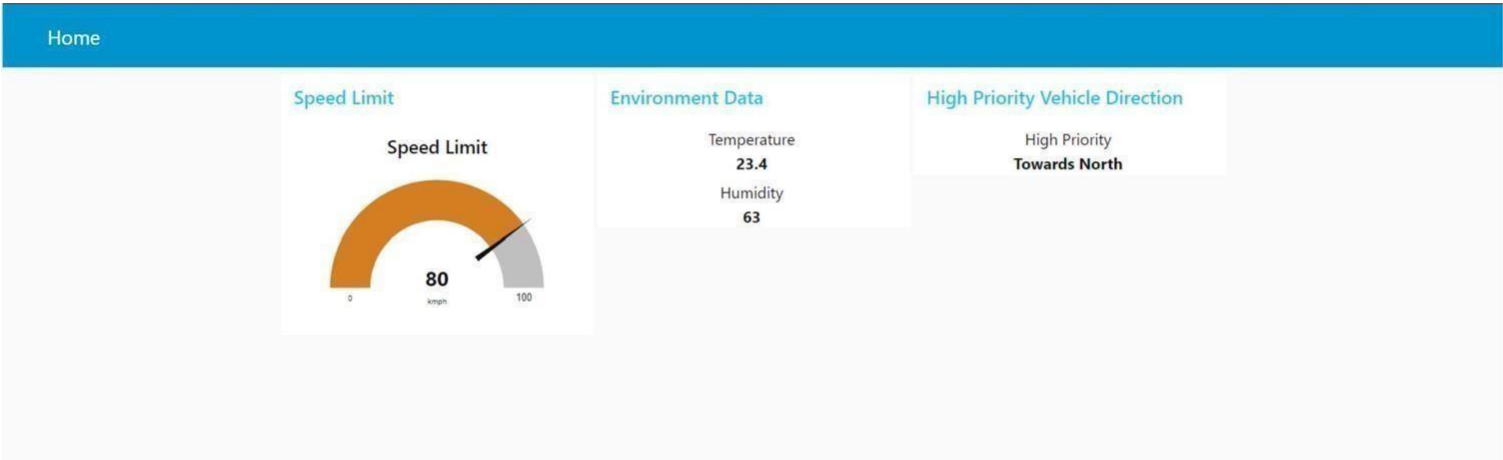 Home
Speed Limit
Speed Limit
80
0
kmph
100
Environment Data
Temperature
23.4
Humidity
63
High Priority Vehicle Direction
High Priority
Towards North